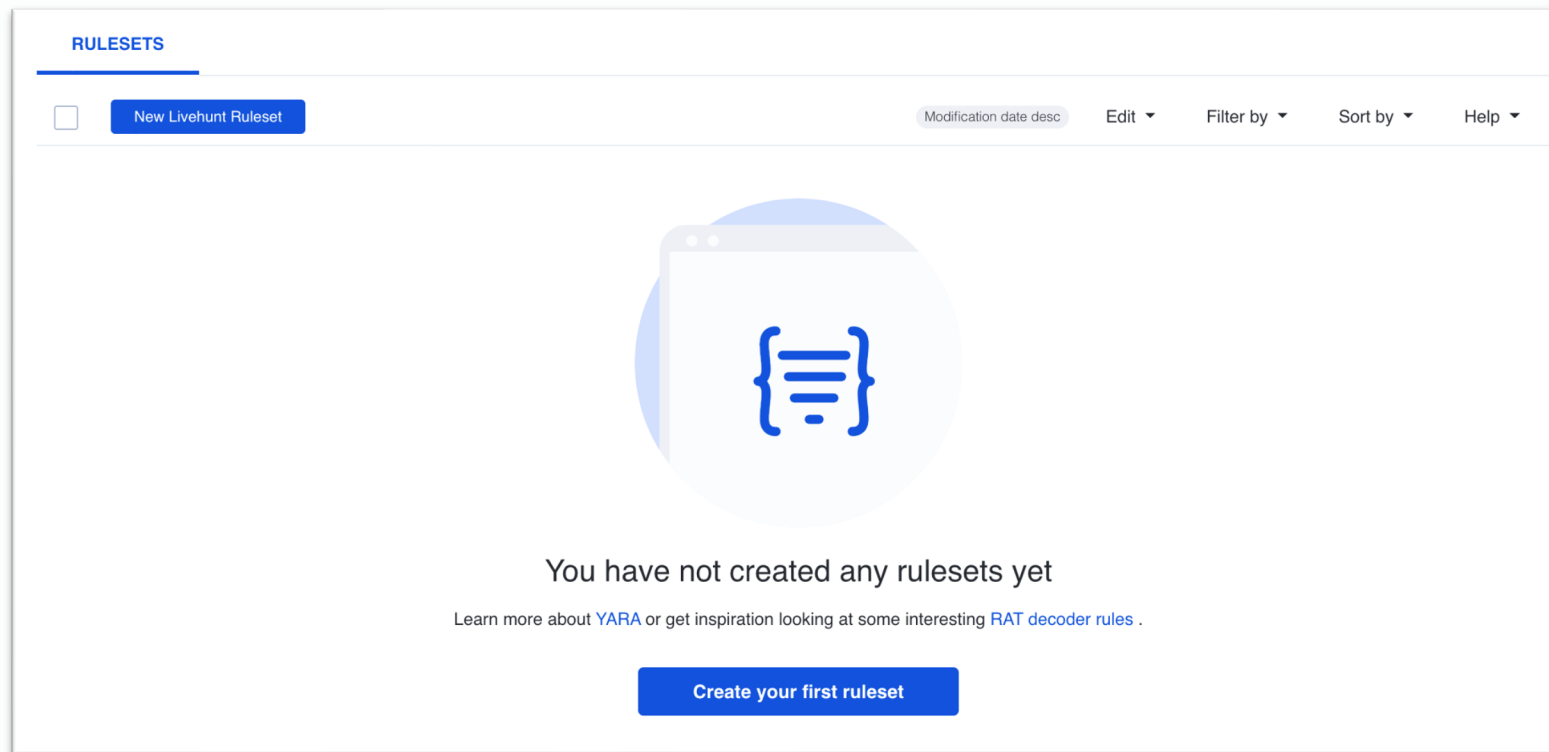 RULESETS
New Livehunt Ruleset
Modification date desc
Edit
Filter by
Sort by
Help
You have not created any rulesets yet
Learn more about YARA or get inspiration looking at some interesting RAT decoder rules .
Create your first ruleset